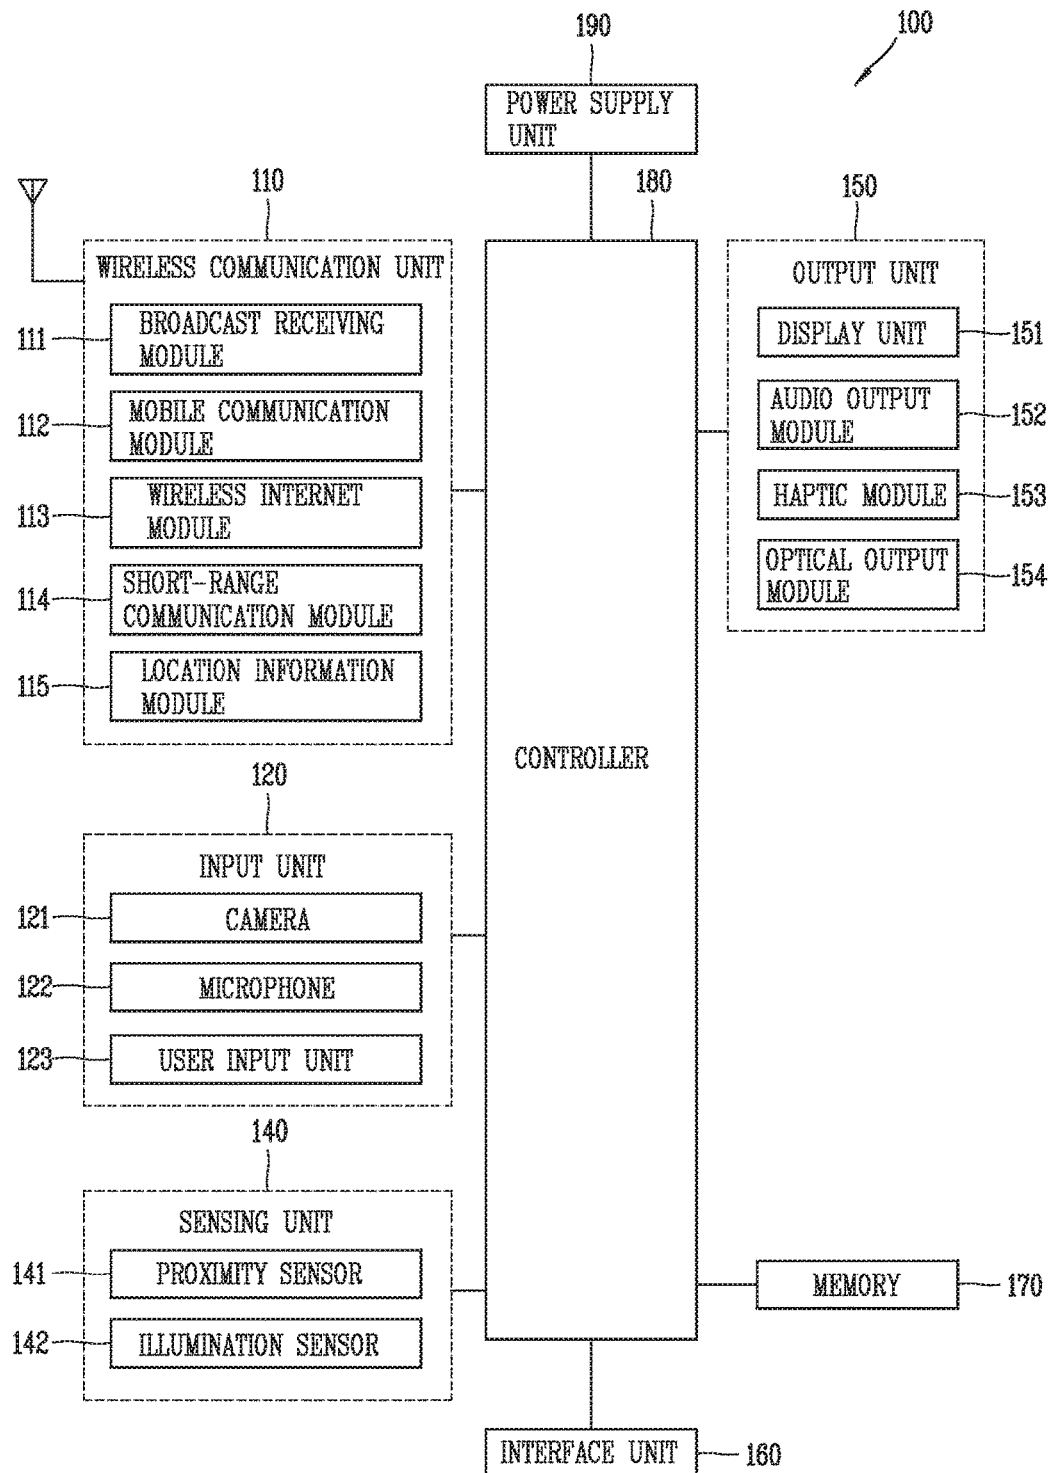 100
190
POWER SUPPLY
UNIT
110
180
150
WIRELESS COMMUNICATION UNIT
111
BROADCAST RECEIVING
MODULE
112
MOBILE COMMUNICATION
MODULE
113
WIRELESS INTERNET
MODULE
114
SHORT-RANGE
COMMUNICATION MODULE
115
LOCATION INFORMATION
MODULE
CONTROLLER
OUTPUT UNIT
DISPLAY UNIT
151
AUDIO OUTPUT
MODULE
152
HAPTIC MODULE
153
OPTICAL OUTPUT
MODULE
154
120
INPUT UNIT
121
CAMERA
122
MICROPHONE
123
USER INPUT UNIT
140
SENSING UNIT
141
PROXIMITY SENSOR
142
ILLUMINATION SENSOR
MEMORY
170
INTERFACE UNIT
160